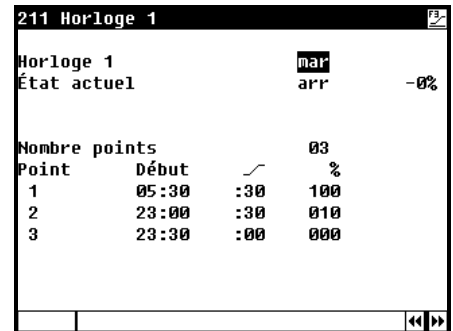 211 Horloge 1 F3
Horloge 1 mar
État actuel arr -0%
Nombre points 03
Point Début %
1 05:30 :30 100
2 23:00 :30 010
3 23:30 :00 000